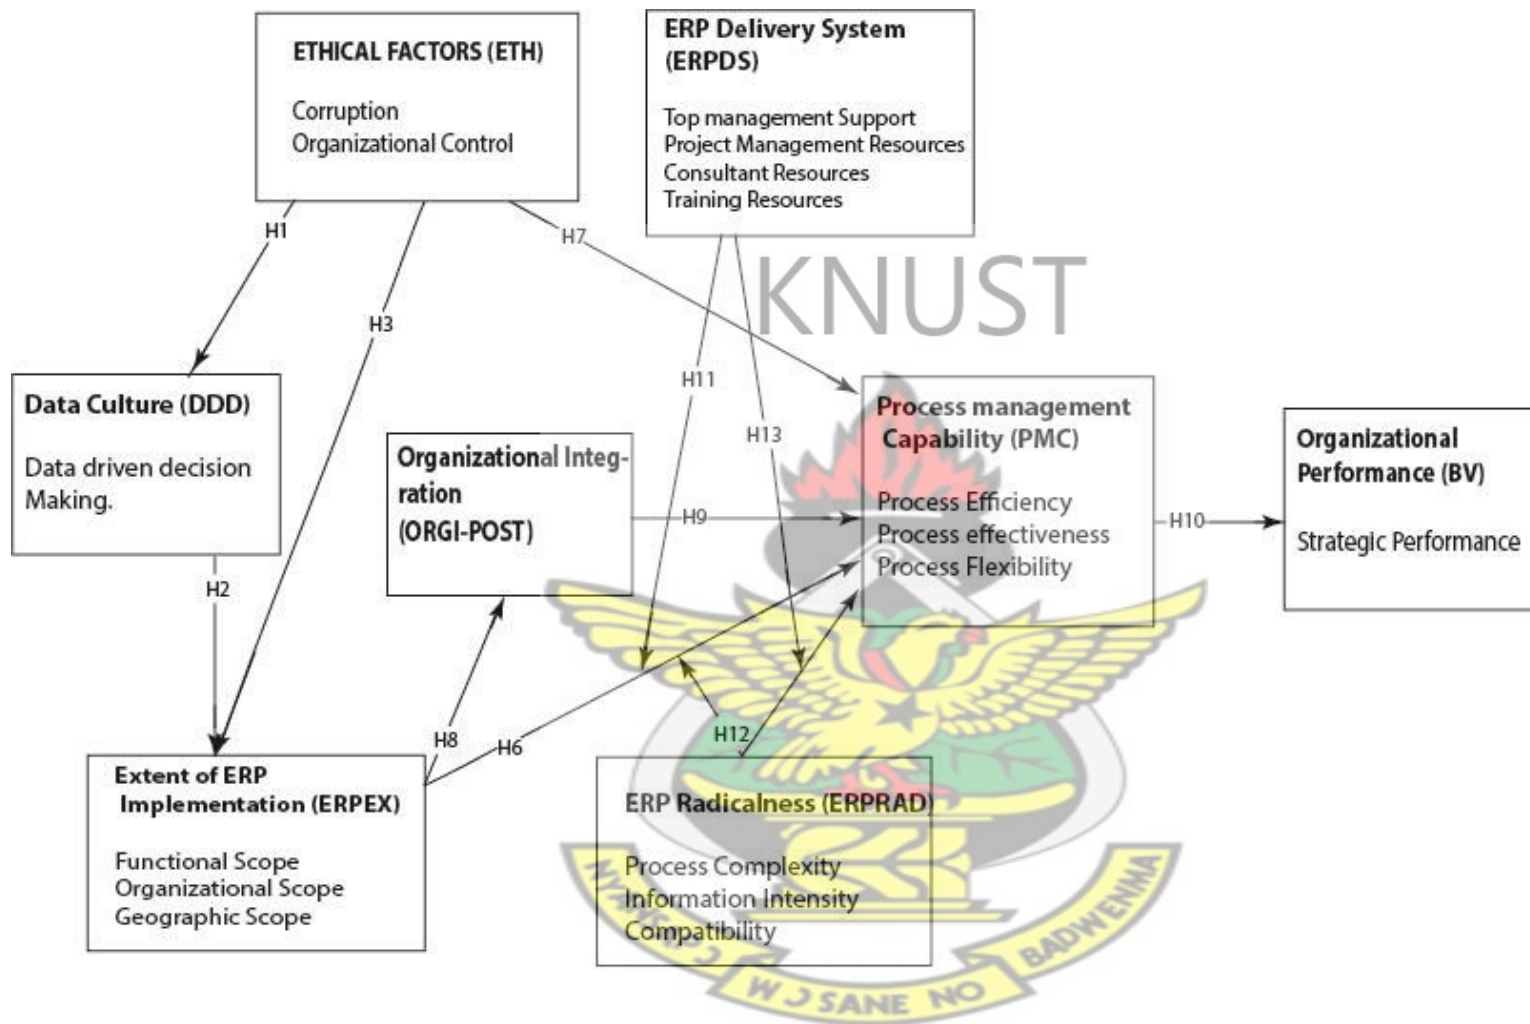 ETHICAL FACTORS (ETH)
Corruption
Organizational Control
ERP Delivery System
(ERPDS)
Top management Support
Project Management Resources
Consultant Resources
Training Resources
H1
H7
KNUST
H3
H11
H13
Data Culture (DDD)
Data driven decision
Making.
Organizational Integ-
ration
(ORGI-POST)
Process management
Capability (PMC)
Process Efficiency
Process effectiveness
Process Flexibility
Organizational
Performance (BV)
Strategic Performance
H9
H10
H2
H8
H6
H12
Extent of ERP
Implementation (ERPEX)
Functional Scope
Organizational Scope
Geographic Scope
ERP Radicalness (ERPRAD)
Process Complexity
Information Intensity
Compatibility
NYANSAPƆ
WƆSANE NO
BADWENMA